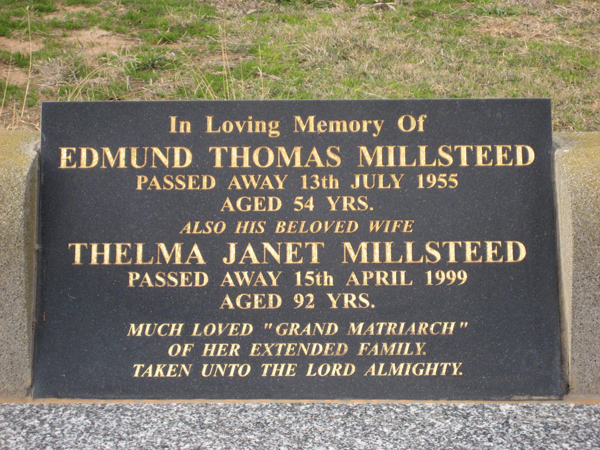 In Loving Memory Of
EDMUND THOMAS MILLSTEED
PASSED AWAY 13th JULY 1955
AGED 54 YRS.
ALSO HIS BELOVED WIFE
THELMA JANET MILLSTEED
PASSED AWAY 15th APRIL 1999
AGED 92 YRS.
MUCH LOVED "GRAND MATRIARCH"
OF HER EXTENDED FAMILY.
TAKEN UNTO THE LORD ALMIGHTY.